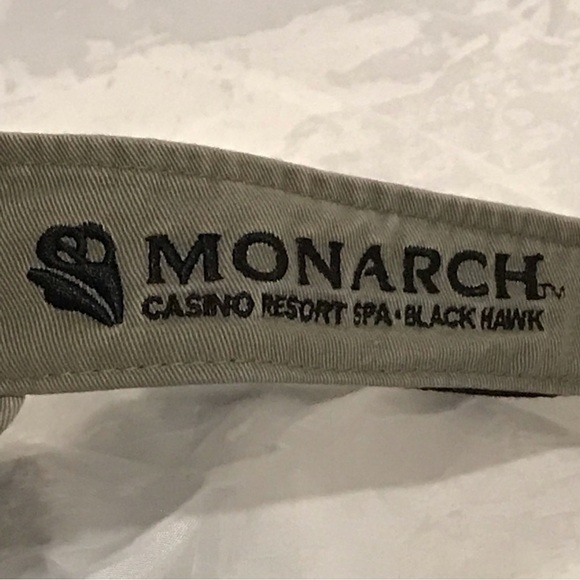 MONARCH™
CASINO RESORT SPA • BLACK HAWK